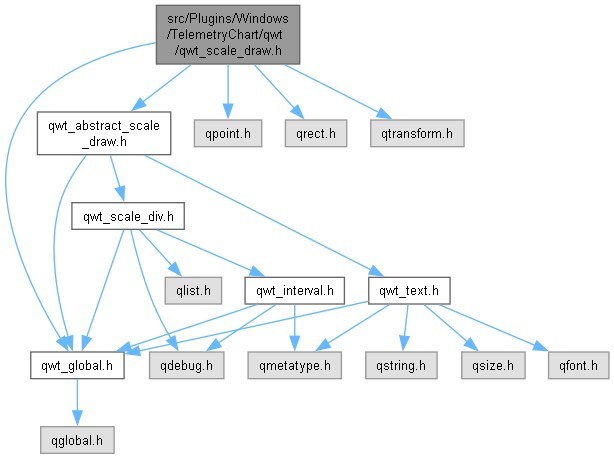 src/Plugins/Windows
/TelemetryChart/qwt
/qwt_scale_draw.h
qwt_abstract_scale
_draw.h
qpoint.h
qrect.h
qtransform.h
qwt_scale_div.h
qlist.h
qwt_interval.h
qwt_text.h
qwt_global.h
qdebug.h
qmetatype.h
qstring.h
qsize.h
qfont.h
qglobal.h